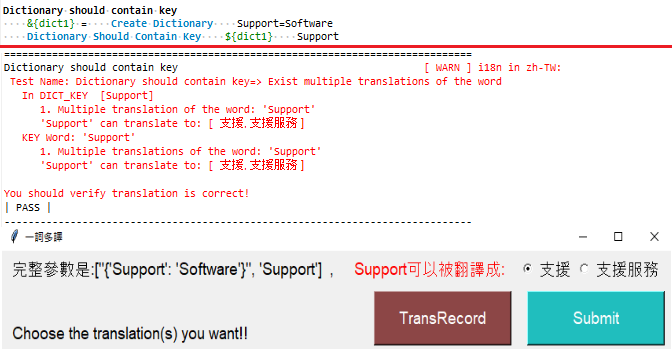 Dictionary should contain key
&{dict1} = Create Dictionary Support=Software
Dictionary Should Contain Key ${dict1} Support
==============================================================================
Dictionary should contain key [ WARN ] i18n in zh-TW:
Test Name: Dictionary should contain key=> Exist multiple translations of the word
In DICT_KEY [Support]
1. Multiple translation of the word: 'Support'
'Support' can translate to: [ 支援, 支援服務 ]
KEY Word: 'Support'
1. Multiple translations of the word: 'Support'
'Support' can translate to: [ 支援, 支援服務 ]
You should verify translation is correct!
| PASS |
------------------------------------------------------------------------------
一詞多譯
完整參數是:["{'Support': 'Software'}", 'Support'] , Support可以被翻譯成: 支援 支援服務
TransRecord Submit
Choose the translation(s) you want!!